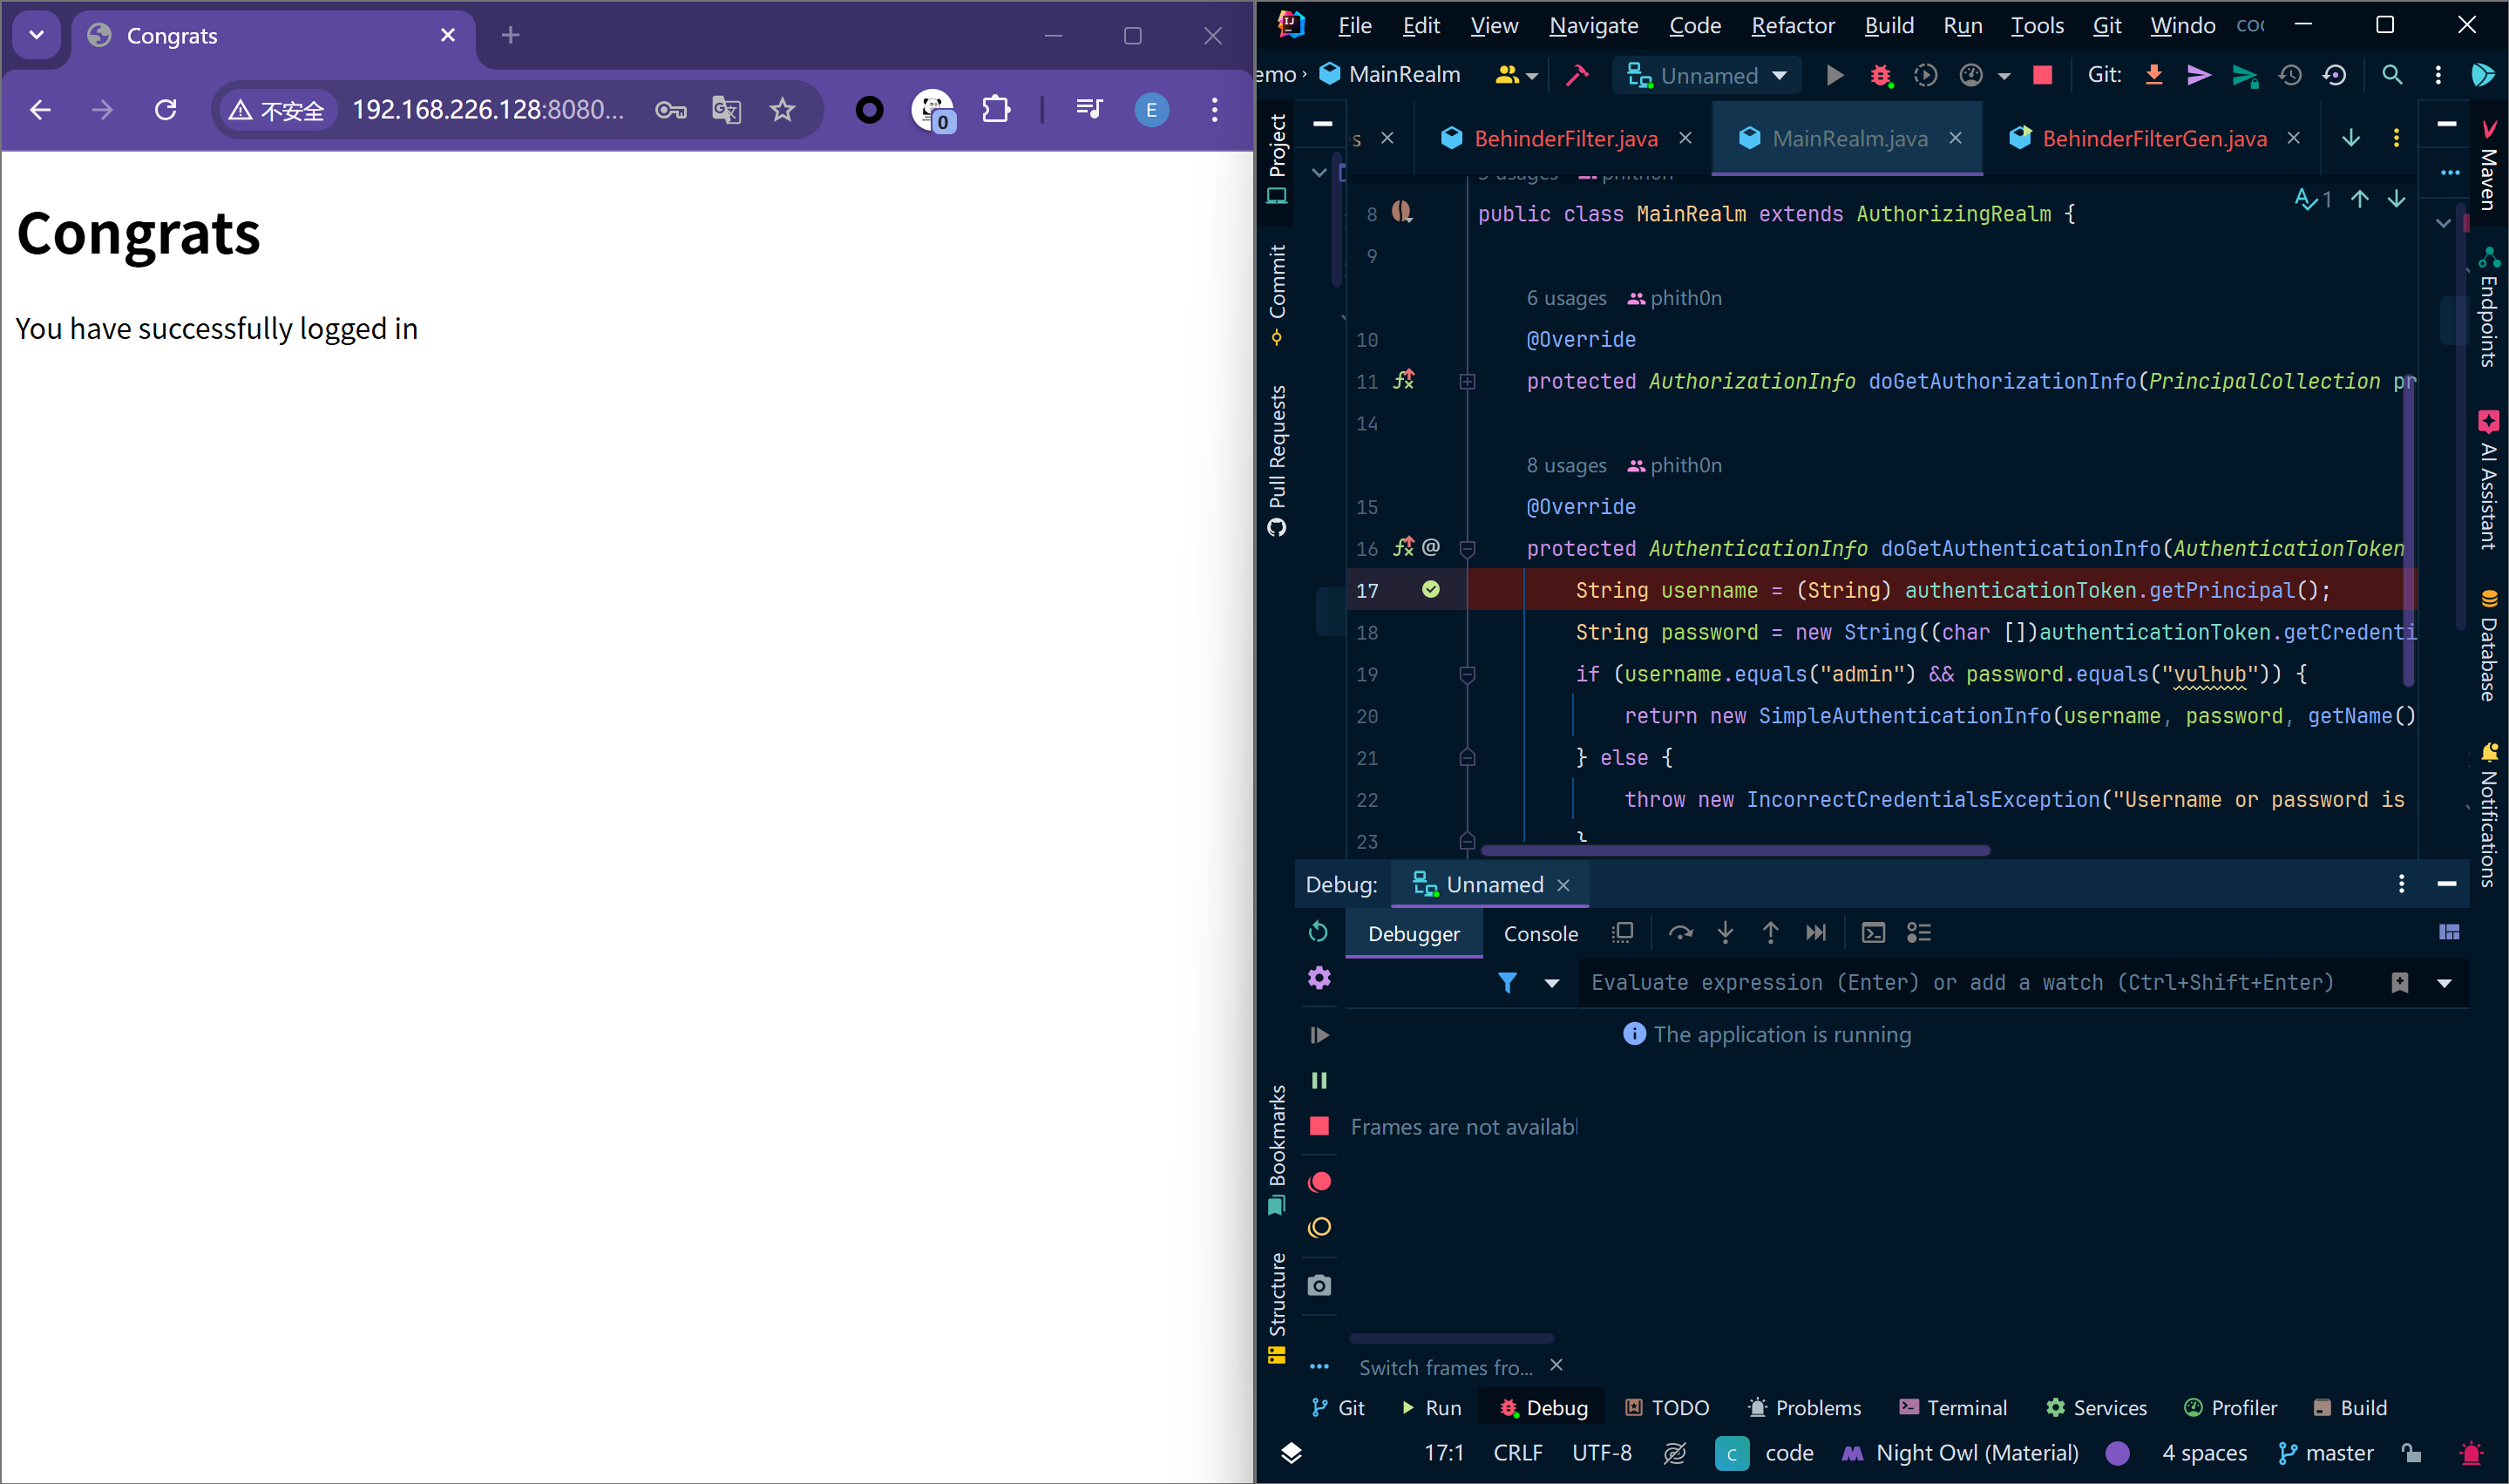 Congrats
不安全
192.168.226.128:8080...
0
E
Congrats
You have successfully logged in
File Edit View Navigate Code Refactor Build Run Tools Git Windo
MainRealm
Unnamed
Git:
BehinderFilter.java
MainRealm.java
BehinderFilterGen.java
1
8 public class MainRealm extends AuthorizingRealm {
9
6 usages phith0n
10 @Override
11 protected AuthorizationInfo doGetAuthorizationInfo(PrincipalCollection pr
14
8 usages phith0n
15 @Override
16 protected AuthenticationInfo doGetAuthenticationInfo(AuthenticationToken
17 String username = (String) authenticationToken.getPrincipal();
18 String password = new String((char [])authenticationToken.getCredenti
19 if (username.equals("admin") && password.equals("vulhub")) {
20 return new SimpleAuthenticationInfo(username, password, getName()
21 } else {
22 throw new IncorrectCredentialsException("Username or password is
23 }
Project
Commit
Pull Requests
Bookmarks
Structure
Maven
Endpoints
AI Assistant
Database
Notifications
Debug: Unnamed
Debugger Console
Evaluate expression (Enter) or add a watch (Ctrl+Shift+Enter)
The application is running
Frames are not availabl
Switch frames fro...
Git Run Debug TODO Problems Terminal Services Profiler Build
17:1 CRLF UTF-8 c code Night Owl (Material) 4 spaces master